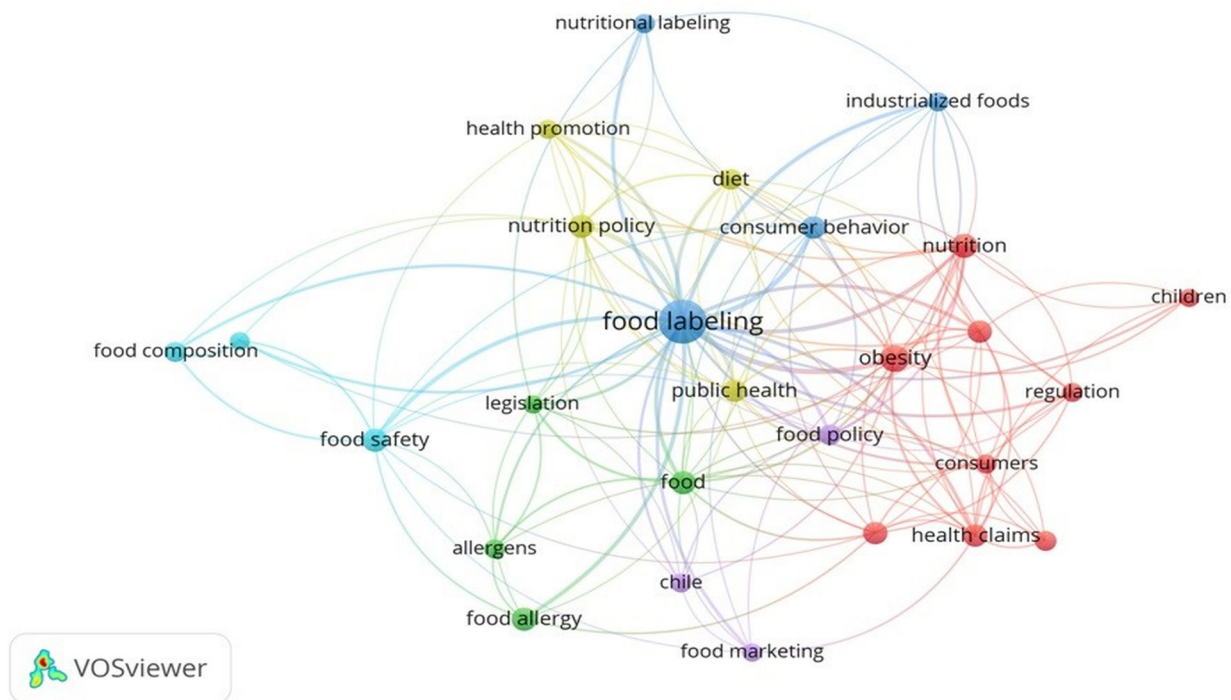 nutritional labeling
industrialized foods
health promotion
diet
nutrition policy
consumer behavior
nutrition
children
food labeling
food composition
obesity
public health
regulation
legislation
food policy
food safety
consumers
food
health claims
allergens
chile
food allergy
food marketing
VOSviewer